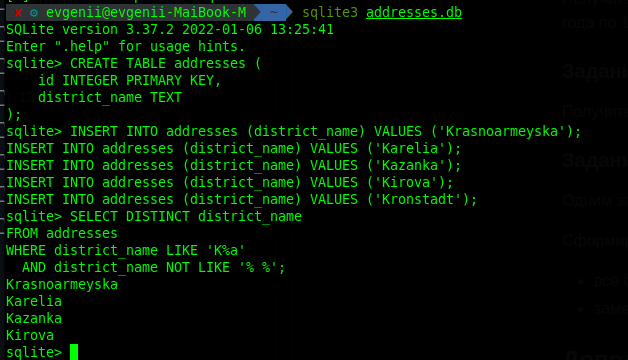 ✘ ⚙ evgenii@evgenii-MaiBook-M ~ sqlite3 addresses.db
SQLite version 3.37.2 2022-01-06 13:25:41
Enter ".help" for usage hints.
sqlite> CREATE TABLE addresses (
    id INTEGER PRIMARY KEY,
    district_name TEXT
);
sqlite> INSERT INTO addresses (district_name) VALUES ('Krasnoarmeyska');
INSERT INTO addresses (district_name) VALUES ('Karelia');
INSERT INTO addresses (district_name) VALUES ('Kazanka');
INSERT INTO addresses (district_name) VALUES ('Kirova');
INSERT INTO addresses (district_name) VALUES ('Kronstadt');
sqlite> SELECT DISTINCT district_name
FROM addresses
WHERE district_name LIKE 'K%a'
  AND district_name NOT LIKE '% %';
Krasnoarmeyska
Karelia
Kazanka
Kirova
sqlite>